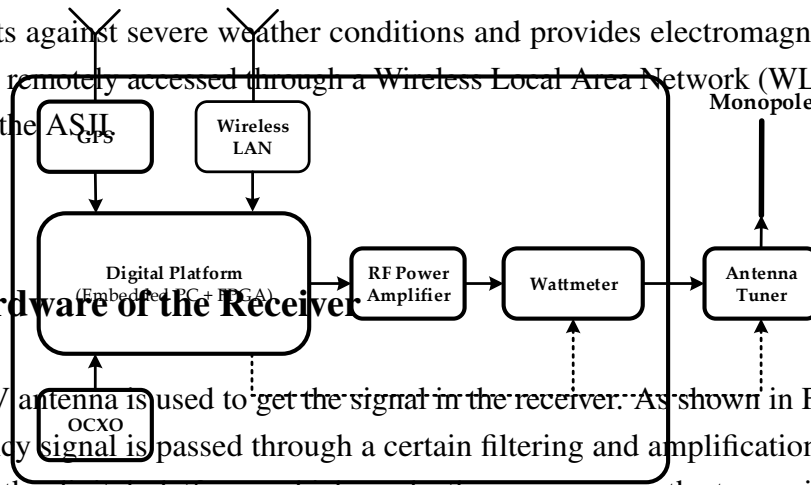 ts against severe weather conditions and provides electromagn
remotely accessed through a Wireless Local Area Network (WL
Monopole
the ASJI.
GPS
Wireless
LAN
Digital Platform
(Embedded PC + FPGA)
RF Power
Amplifier
Wattmeter
Antenna
Tuner
rdware of the Receiver
V antenna is used to get the signal in the receiver. As shown in F
OCXO
cy signal is passed through a certain filtering and amplification